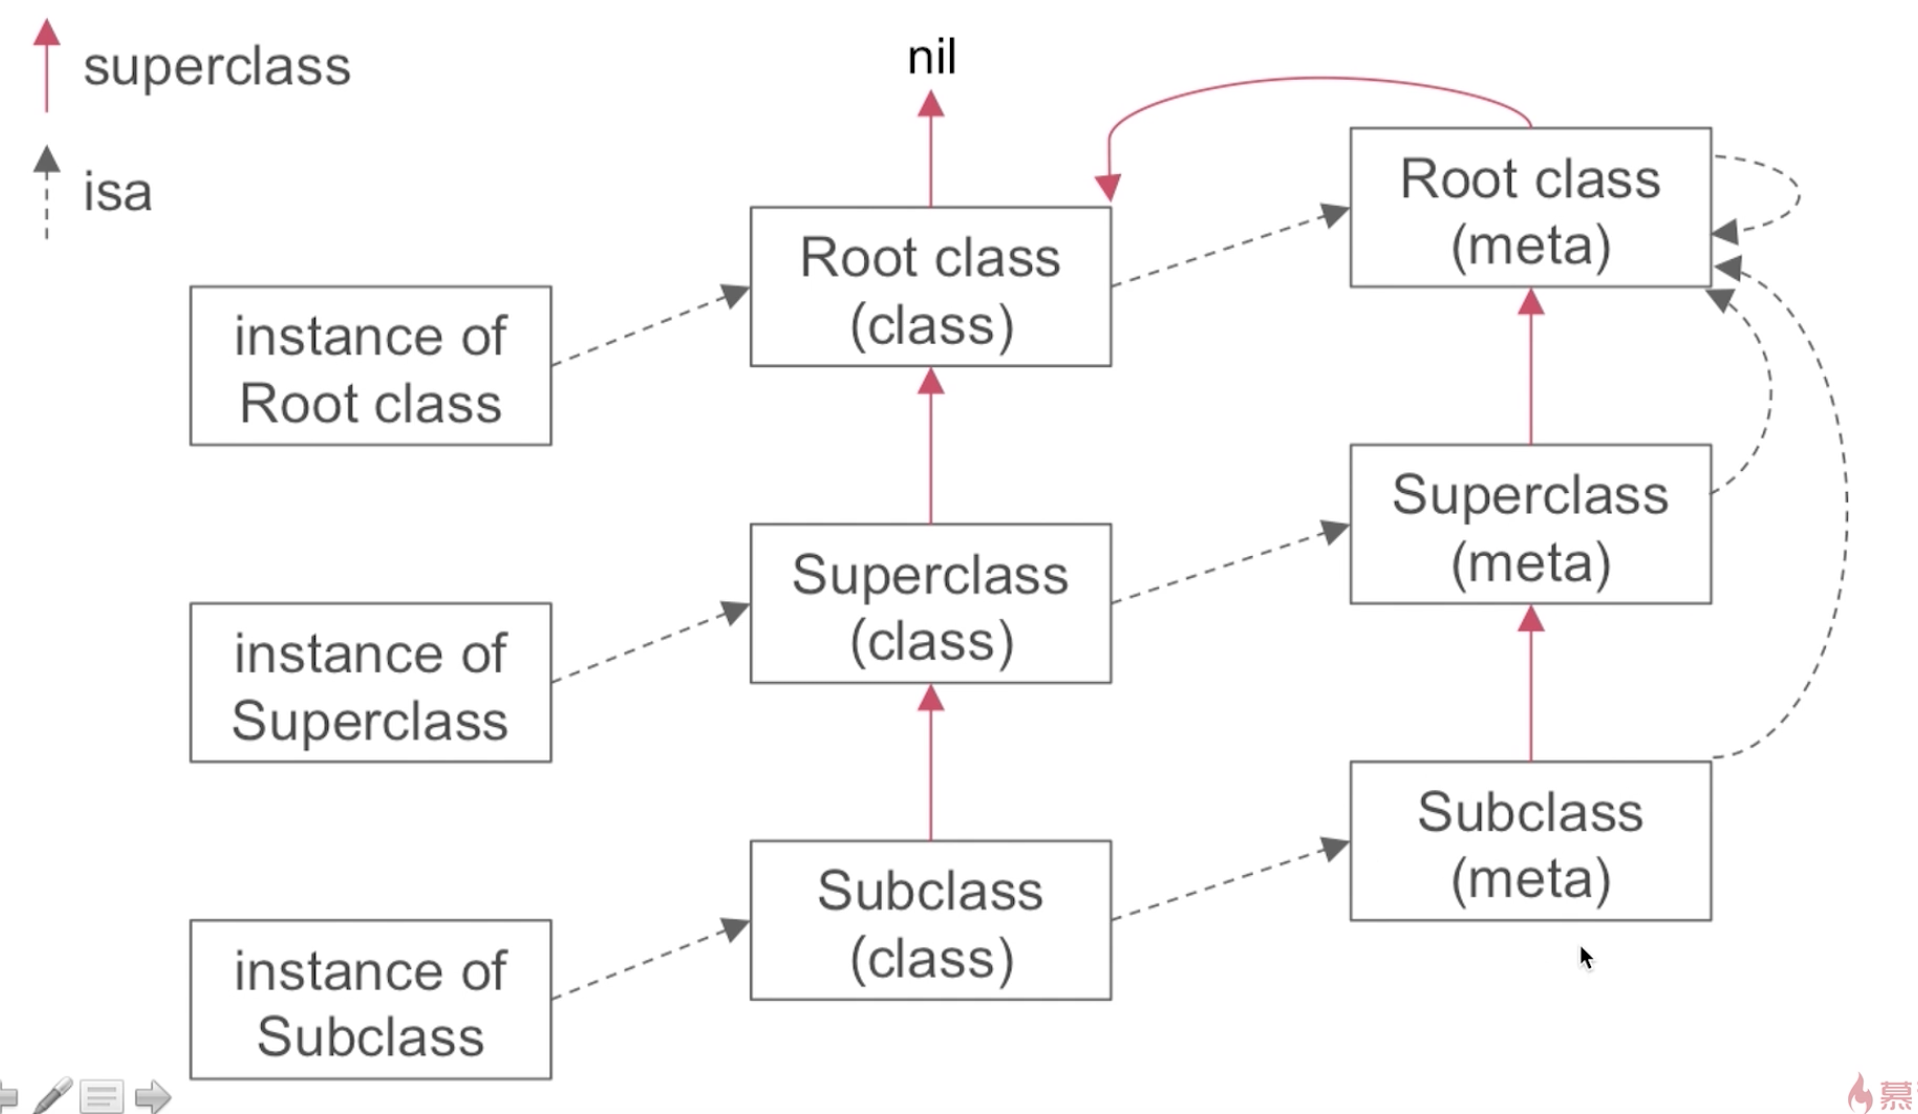 superclass
isa
nil
Root class
(meta)
Root class
(class)
instance of
Root class
Superclass
(meta)
Superclass
(class)
instance of
Superclass
Subclass
(meta)
Subclass
(class)
instance of
Subclass
慕